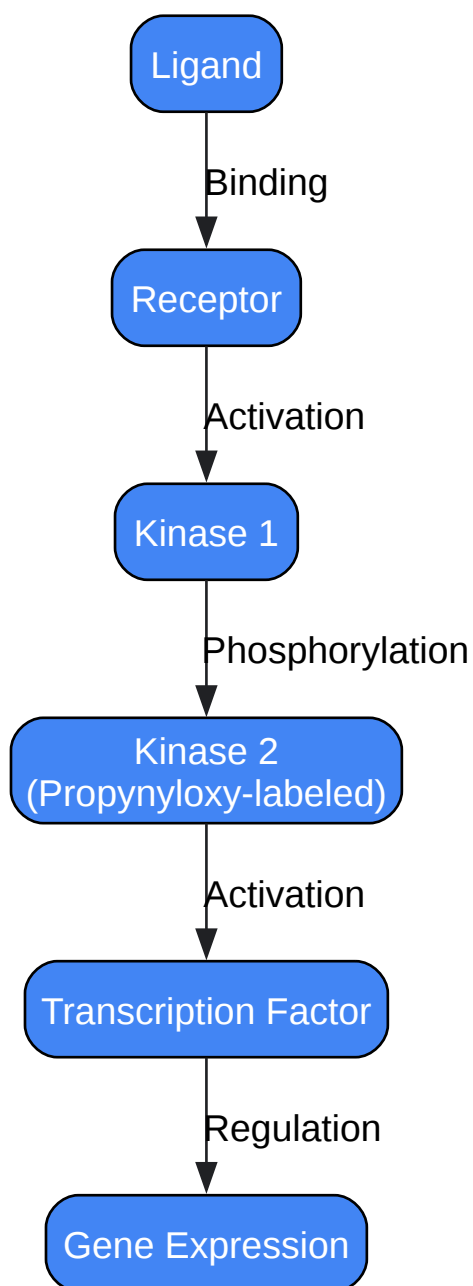 Ligand
Binding
Receptor
Activation
Kinase 1
Phosphorylation
Kinase 2
(Propynyloxy-labeled)
Activation
Transcription Factor
Regulation
Gene Expression